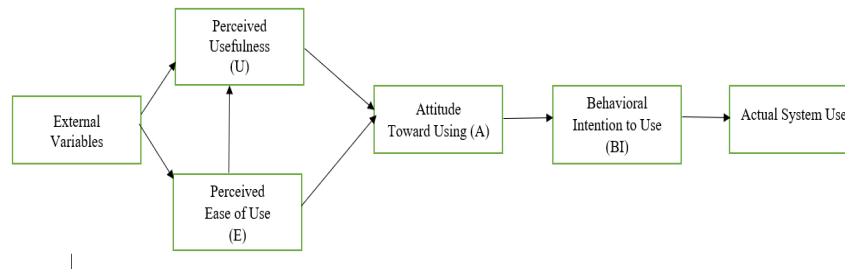 External
Variables
Perceived
Usefulness
(U)
Perceived
Ease of Use
(E)
Attitude
Toward Using (A)
Behavioral
Intention to Use
(BI)
Actual System Use